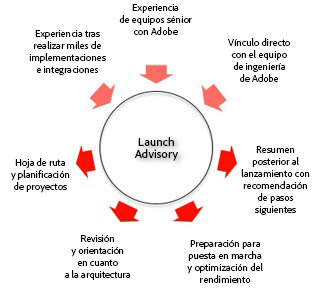 Experiencia
de equipos sénior
con Adobe
Experiencia tras
realizar miles de
implementaciones
e integraciones
Vínculo directo
con el equipo
de ingeniería
de Adobe
Launch
Advisory
Hoja de ruta
y planificación
de proyectos
Resumen
posterior al
lanzamiento con
recomendación
de pasos
siguientes
Revisión
y orientación
en cuanto
a la arquitectura
Preparación para
puesta en marcha
y optimización del
rendimiento